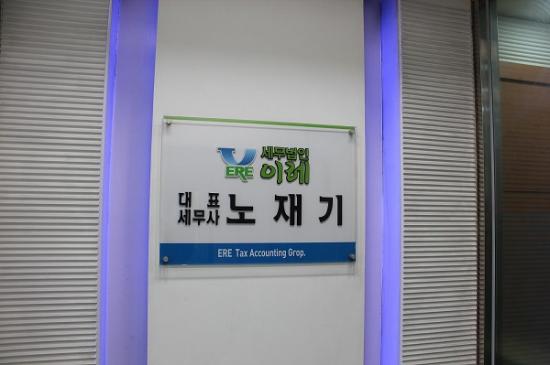 ERE
세무법인
이레
대표
세무사 노재기
ERE Tax Accounting Grop.